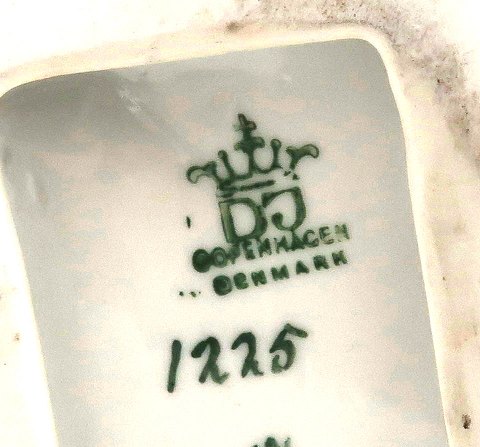 DJ
COPENHAGEN
DENMARK
1225